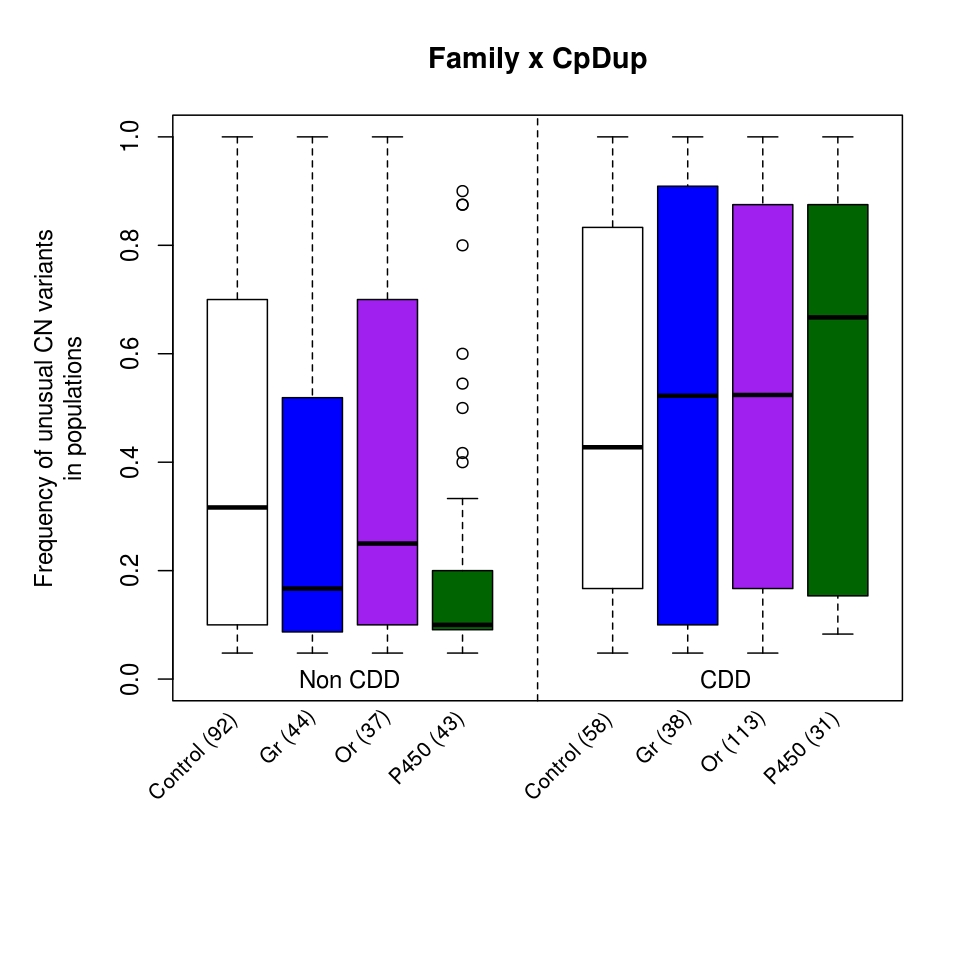 Family x CpDup
Frequency of unusual CN variants
in populations
1.0
0.8
0.6
0.4
0.2
0.0
Non CDD
CDD
Control (92)
Gr (44)
Or (37)
P450 (43)
Control (58)
Gr (38)
Or (113)
P450 (31)